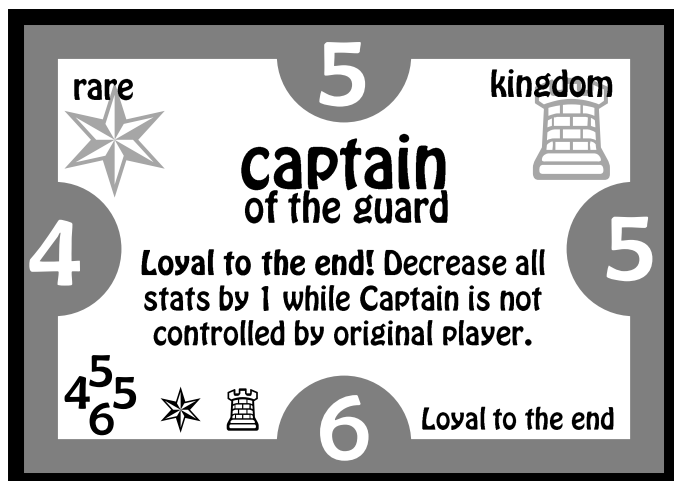 5
rare
kingdom
captain
of the guard
4
5
Loyal to the end! Decrease all
stats by 1 while Captain is not
controlled by original player.
5
4 5
6
6
Loyal to the end